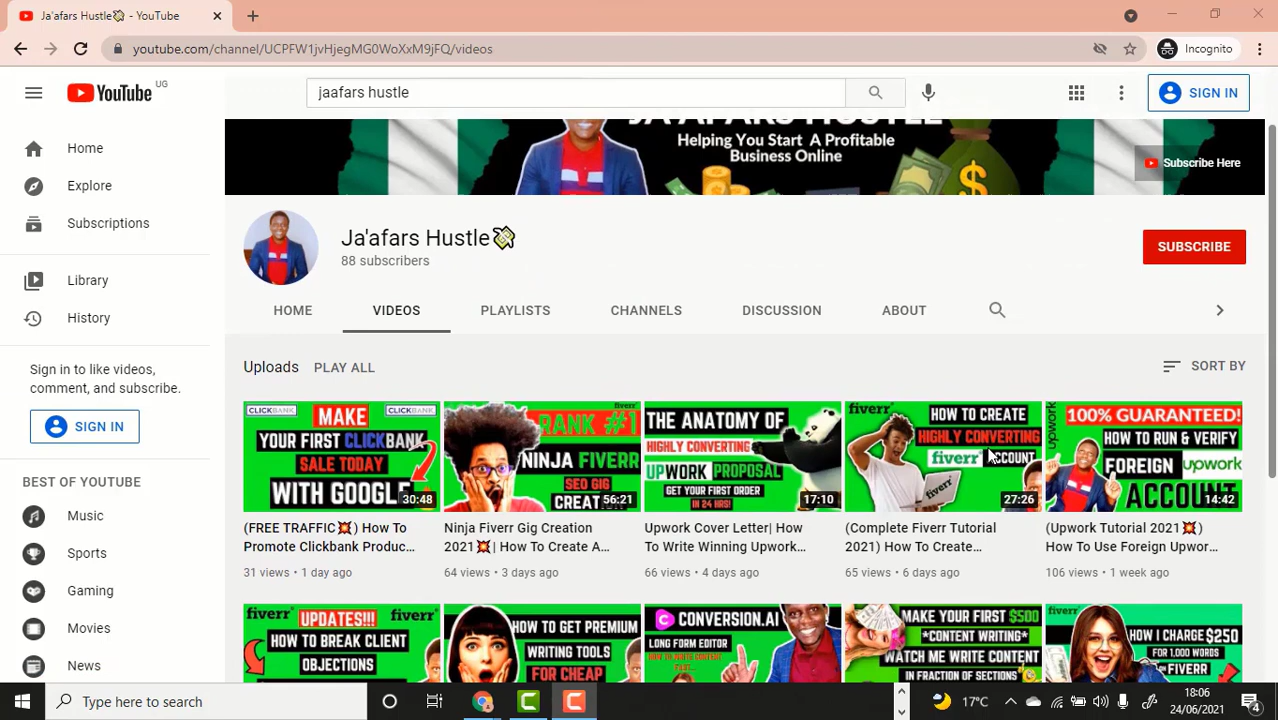 Ja'afars Hustle💸 - YouTube
youtube.com/channel/UCPFW1jvHjegMG0WoXxM9jFQ/videos
Incognito
YouTube UG
jaafars hustle
SIGN IN
Home
Explore
Subscriptions
Library
History
Sign in to like videos,
comment, and subscribe.
SIGN IN
BEST OF YOUTUBE
Music
Sports
Gaming
Movies
News
JA'AFARS HUSTLE
Helping You Start A Profitable
Business Online
Subscribe Here
Ja'afars Hustle💸
88 subscribers
SUBSCRIBE
HOME
VIDEOS
PLAYLISTS
CHANNELS
DISCUSSION
ABOUT
Uploads
PLAY ALL
SORT BY
CLICKBANK
MAKE
CLICKBANK
YOUR FIRST CLICKBANK
SALE TODAY
WITH GOOGLE
30:48
(FREE TRAFFIC💥) How To
Promote Clickbank Produc...
31 views • 1 day ago
fiverr
RANK #1
NINJA FIVERR
SEO GIG
CREAT
56:21
Ninja Fiverr Gig Creation
2021💥| How To Create A...
64 views • 3 days ago
THE ANATOMY OF
HIGHLY CONVERTING
UPWORK PROPOSAL
GET YOUR FIRST ORDER
IN 24 HRS!
17:10
Upwork Cover Letter| How
To Write Winning Upwork...
66 views • 4 days ago
fiverr
HOW TO CREATE
HIGHLY CONVERTING
fiverr ACCOUNT
fiverr
27:26
(Complete Fiverr Tutorial
2021) How To Create...
65 views • 6 days ago
upwork
100% GUARANTEED!
HOW TO RUN & VERIFY
FOREIGN upwork
ACCOUNT
14:42
(Upwork Tutorial 2021💥)
How To Use Foreign Upwor...
106 views • 1 week ago
fiverr
UPDATES!!!
fiverr
HOW TO BREAK CLIENT
OBJECTIONS
HOW TO GET PREMIUM
WRITING TOOLS
FOR CHEAP
CONVERSION.AI
LONG FORM EDITOR
MAKE YOUR FIRST $500
*CONTENT WRITING*
WATCH ME WRITE CONTENT
IN FRACTION OF SECONDS
fiverr
HOW I CHARGE $250
FOR 1,000 WORDS
FIVERR
Type here to search
17°C
18:06
24/06/2021
4